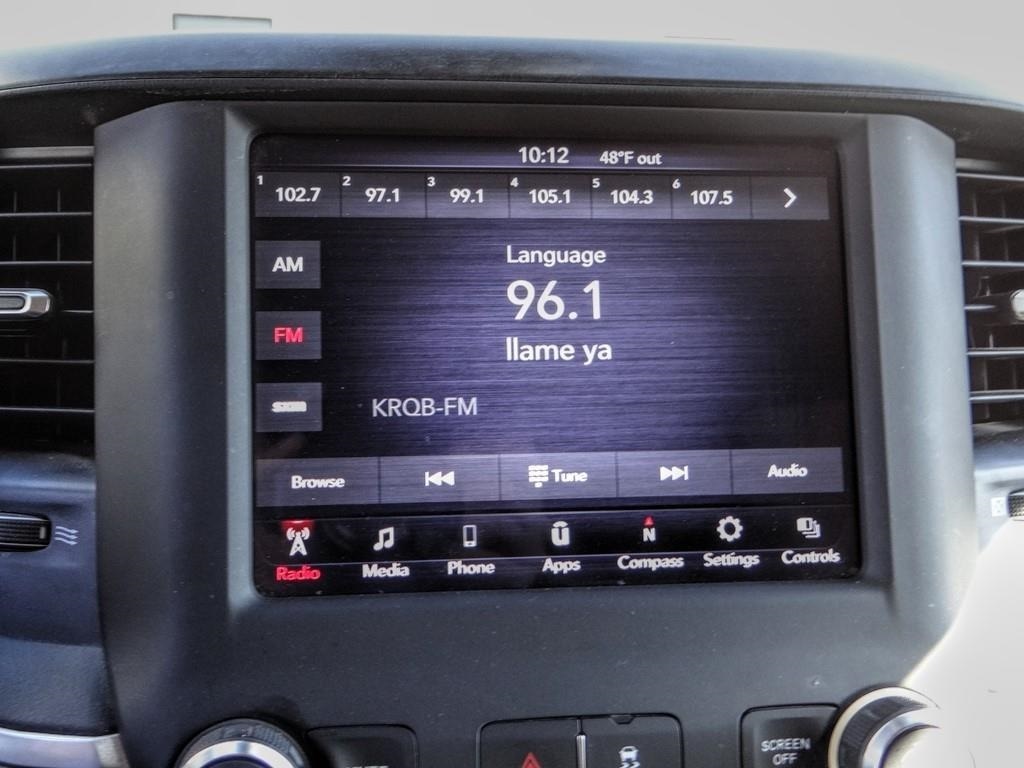 10:12 48°F out
1 102.7 2 97.1 3 99.1 4 105.1 5 104.3 6 107.5
Language
AM
96.1
FM
llame ya
KRQB-FM
Browse Tune Audio
N
Radio Media Phone Apps Compass Settings Controls
SCREEN
OFF